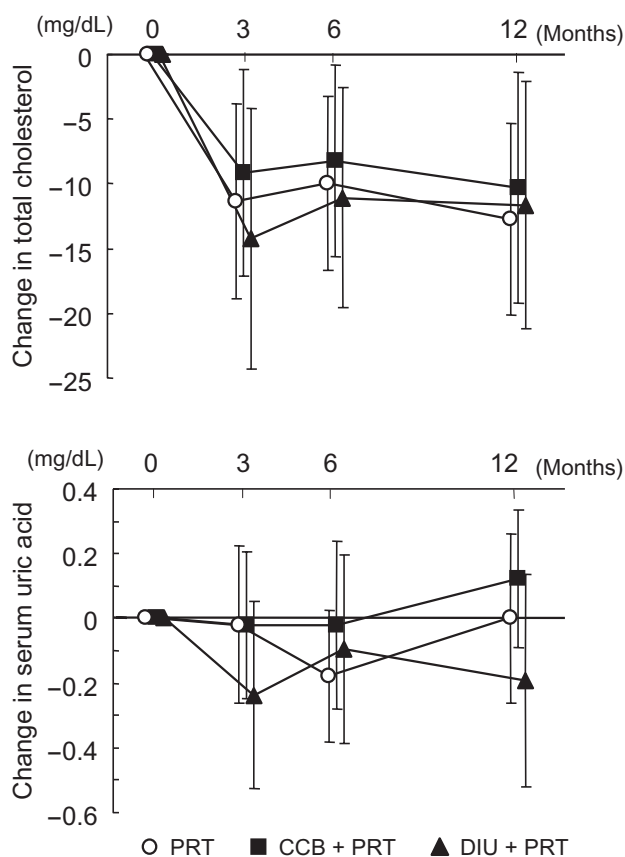 (mg/dL) 0 3 6 12 (Months)
0
−5
−10
−15
−20
−25
Change in total cholesterol
(mg/dL) 0 3 6 12 (Months)
0.4
0.2
0
−0.2
−0.4
−0.6
Change in serum uric acid
PRT CCB + PRT DIU + PRT